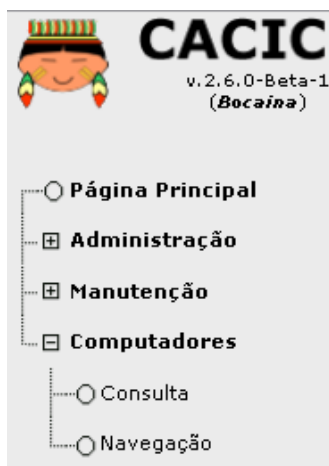 CACIC
v.2.6.0-Beta-1
(Bocaina)
Página Principal
Administração
Manutenção
Computadores
Consulta
Navegação